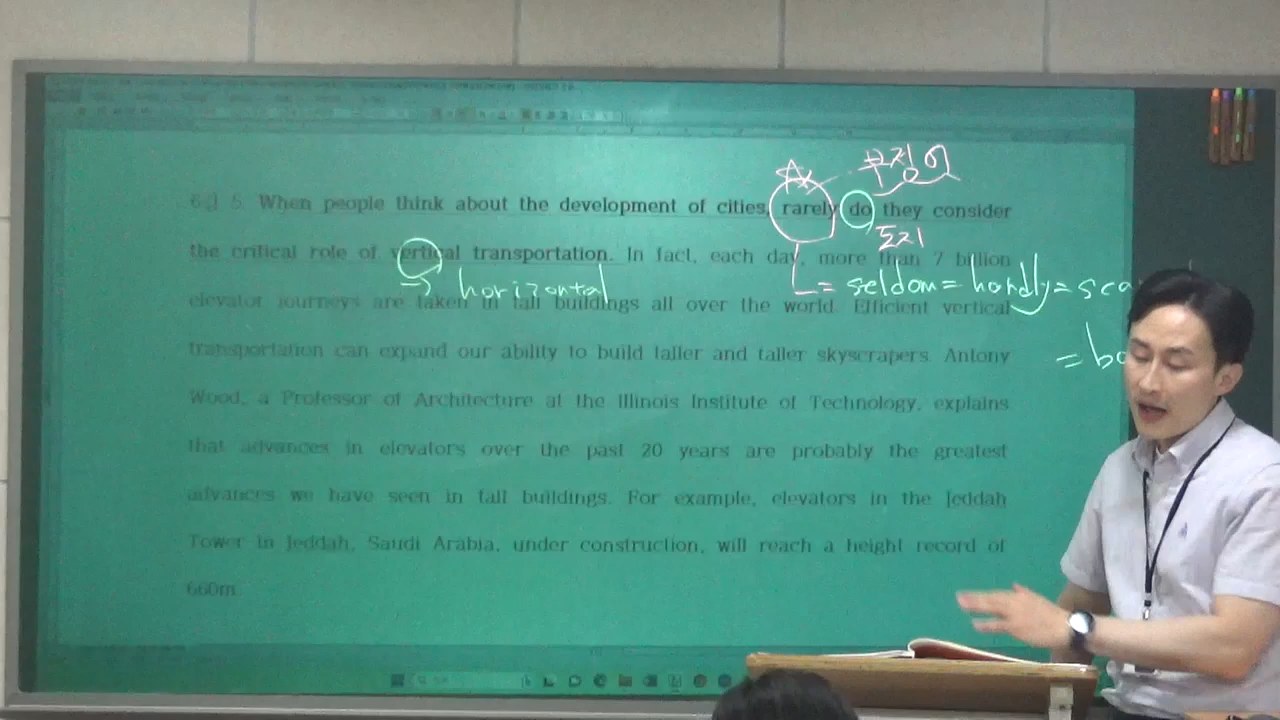 부정어
6월 5. When people think about the development of cities, rarely do they consider
도치
the critical role of vertical transportation. In fact, each day, more than 7 billion
→ horizontal
= seldom = hardly =
elevator journeys are taken in tall buildings all over the world. Efficient vertical
transportation can expand our ability to build taller and taller skyscrapers. Antony
Wood, a Professor of Architecture at the Illinois Institute of Technology, explains
that advances in elevators over the past 20 years are probably the greatest
advances we have seen in tall buildings. For example, elevators in the Jeddah
Tower in Jeddah, Saudi Arabia, under construction, will reach a height record of
660m.